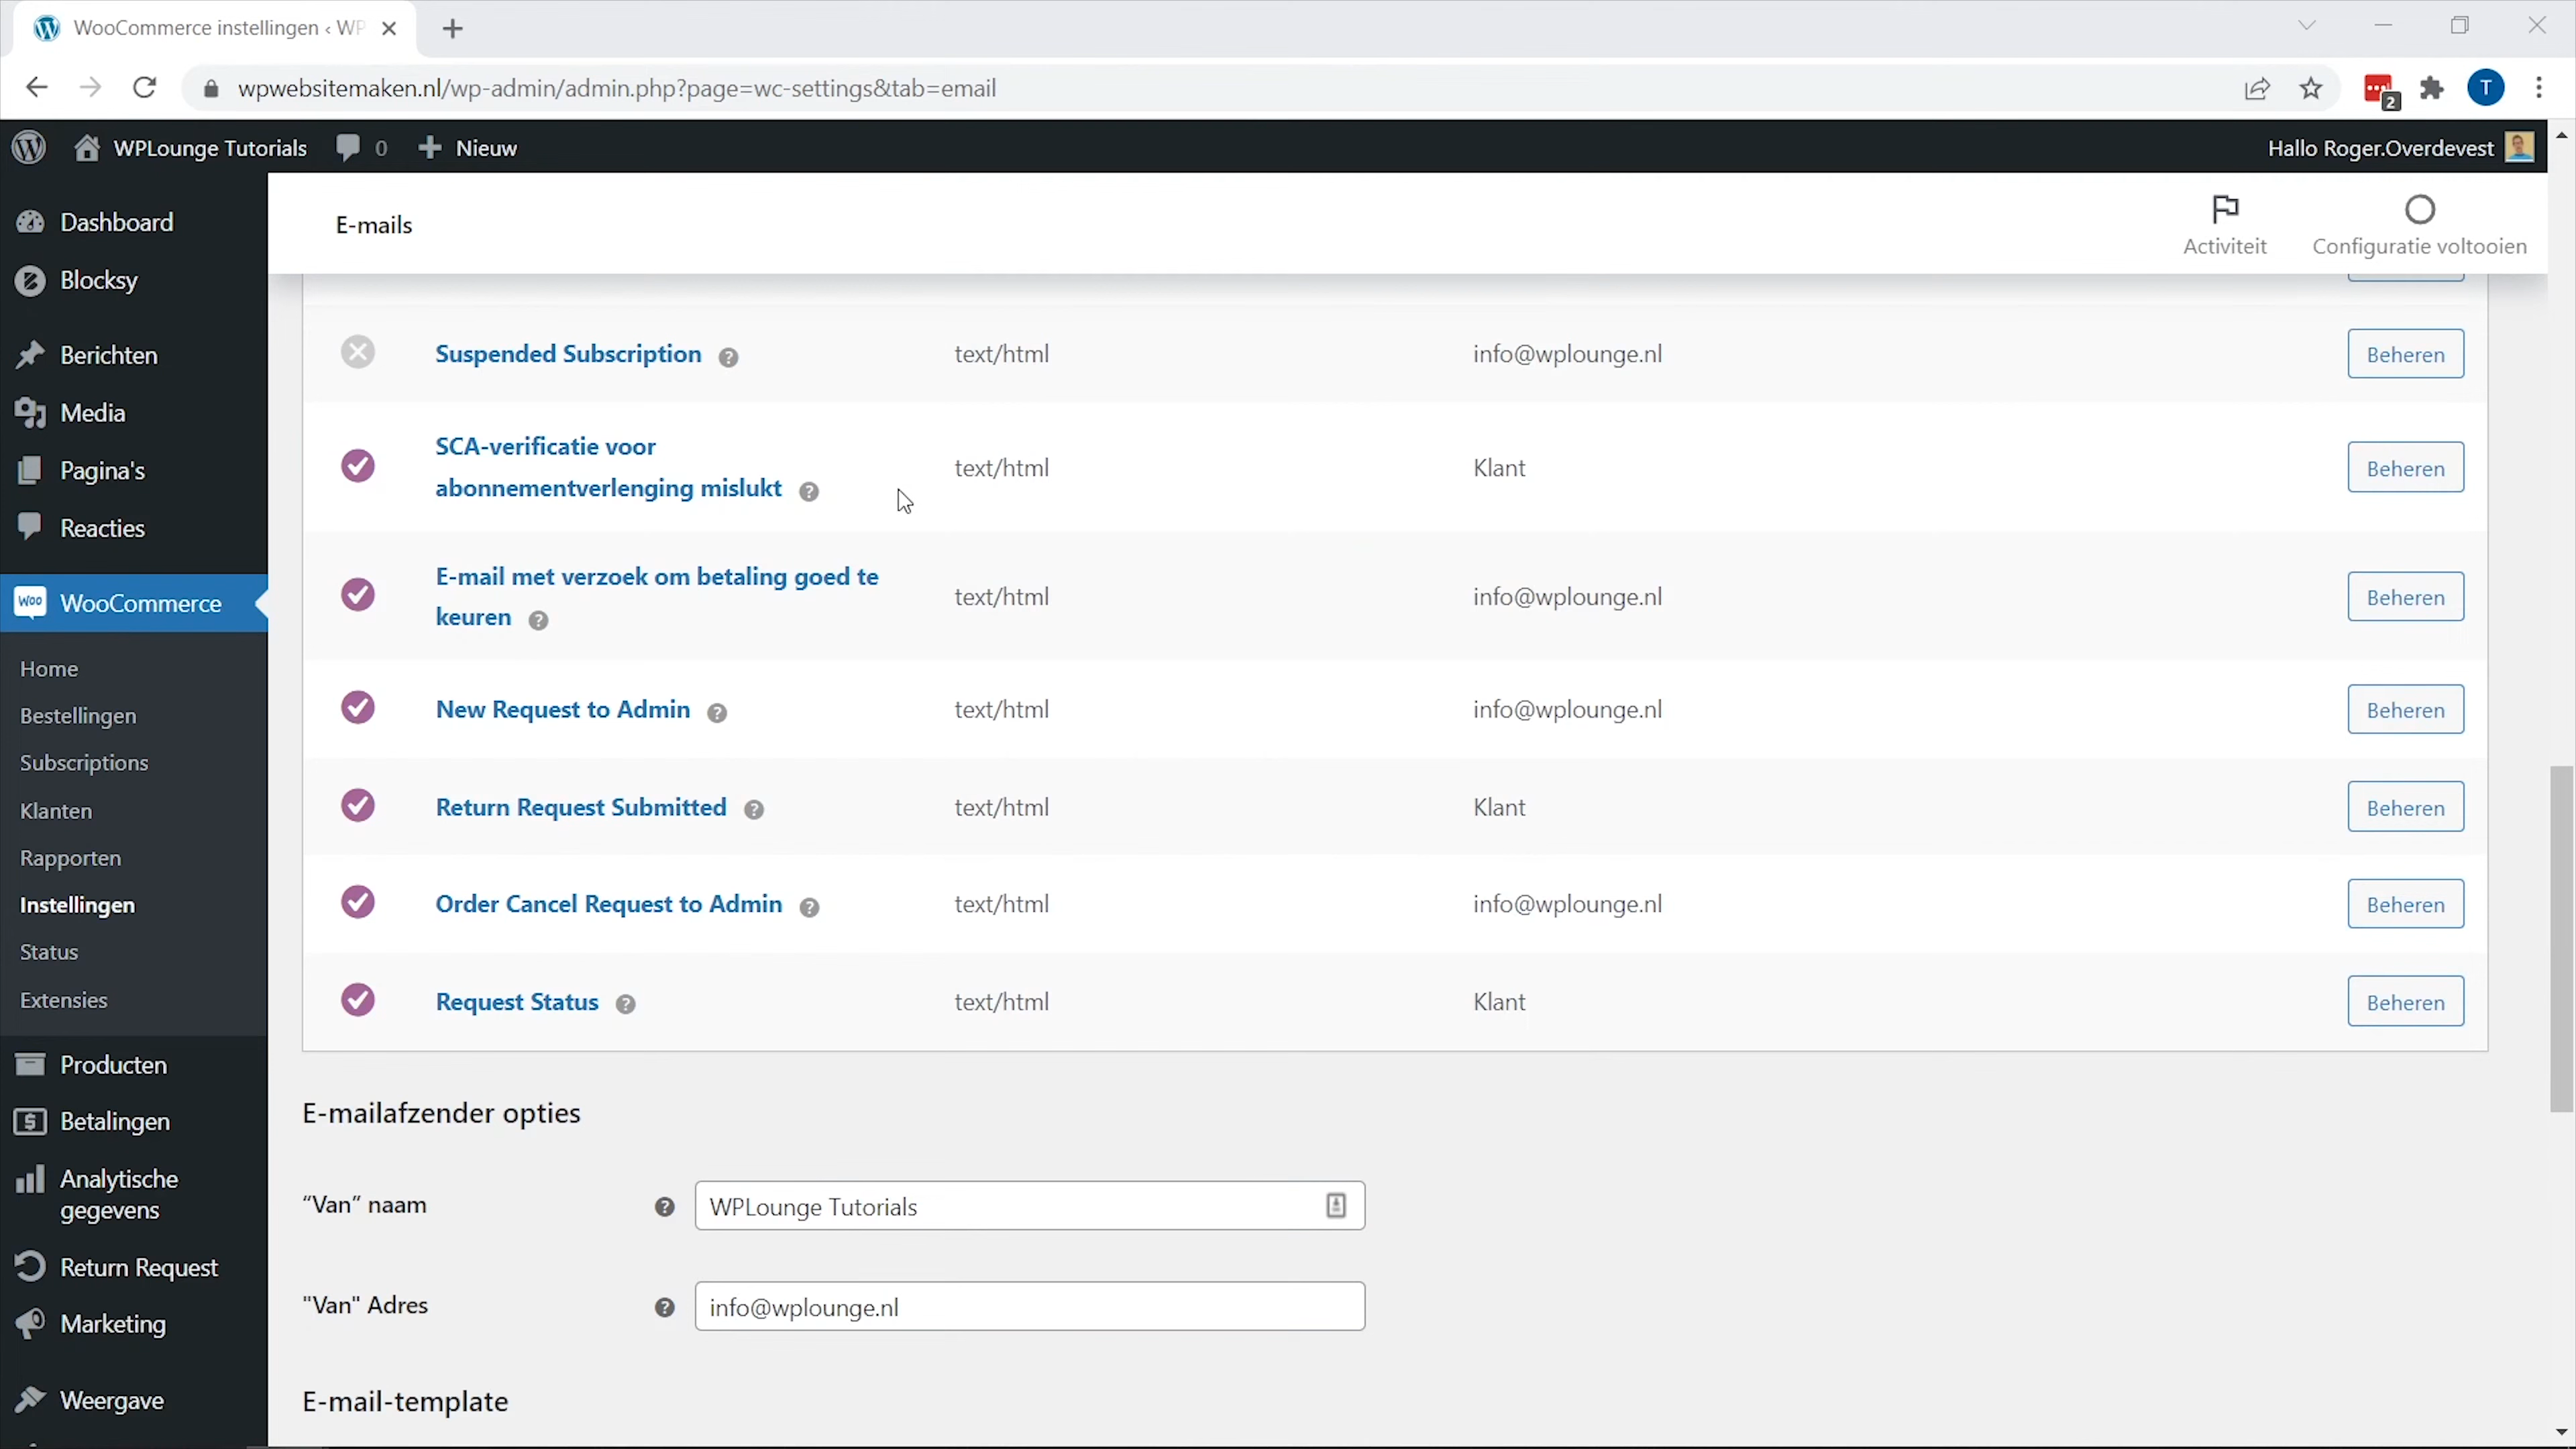 WooCommerce instellingen ‹ WP
wpwebsitemaken.nl/wp-admin/admin.php?page=wc-settings&tab=email
2
T
WPLounge Tutorials
0
Nieuw
Hallo Roger.Overdevest
Dashboard
Blocksy
Berichten
Media
Pagina's
Reacties
Woo
WooCommerce
Home
Bestellingen
Subscriptions
Klanten
Rapporten
Instellingen
Status
Extensies
Producten
Betalingen
Analytische
gegevens
Return Request
Marketing
Weergave
E-mails
Activiteit
Configuratie voltooien
Suspended Subscription ? text/html info@wplounge.nl Beheren
SCA-verificatie voor
abonnementverlenging mislukt ? text/html Klant Beheren
E-mail met verzoek om betaling goed te
keuren ? text/html info@wplounge.nl Beheren
New Request to Admin ? text/html info@wplounge.nl Beheren
Return Request Submitted ? text/html Klant Beheren
Order Cancel Request to Admin ? text/html info@wplounge.nl Beheren
Request Status ? text/html Klant Beheren
E-mailafzender opties
“Van” naam ? WPLounge Tutorials
"Van" Adres ? info@wplounge.nl
E-mail-template